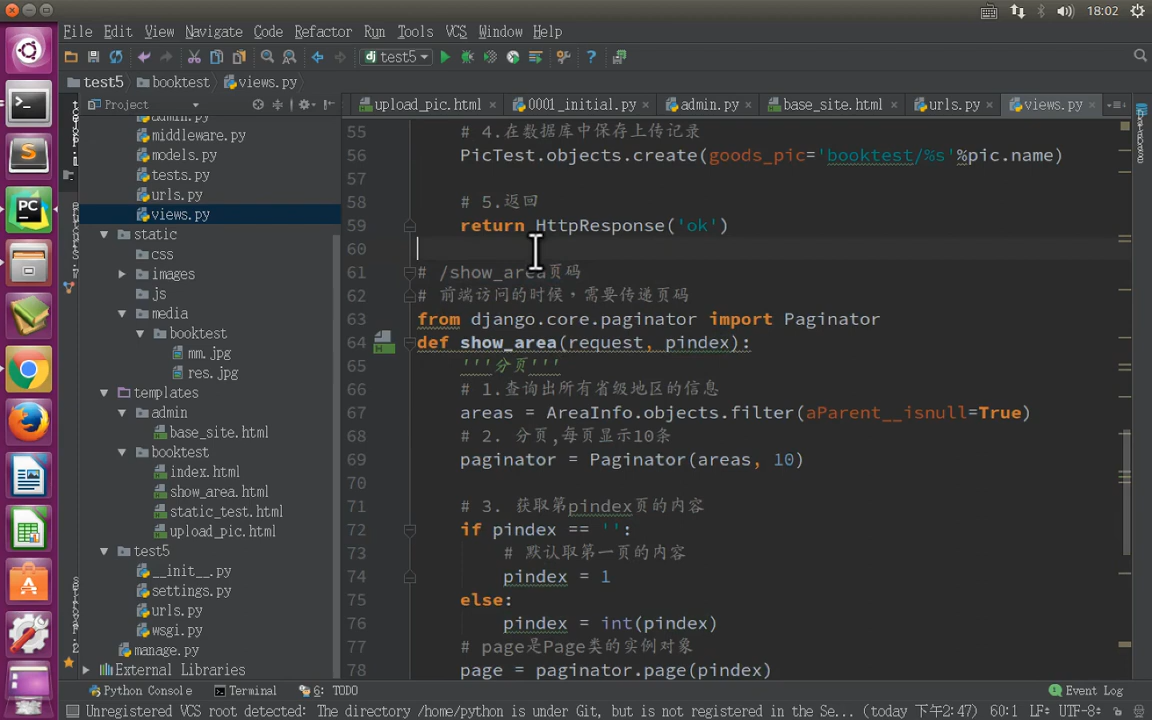 18:02
File Edit View Navigate Code Refactor Run Tools VCS Window Help
dj test5
test5 booktest views.py
Project
upload_pic.html 0001_initial.py admin.py base_site.html urls.py views.py
admin.py
middleware.py
models.py
tests.py
urls.py
views.py
static
css
images
js
media
booktest
mm.jpg
res.jpg
templates
admin
base_site.html
booktest
index.html
show_area.html
static_test.html
upload_pic.html
test5
__init__.py
settings.py
urls.py
wsgi.py
manage.py
External Libraries
55 # 4.在数据库中保存上传记录
56 PicTest.objects.create(goods_pic='booktest/%s'%pic.name)
57
58 # 5.返回
59 return HttpResponse('ok')
60
61 # /show_area页码
62 # 前端访问的时候，需要传递页码
63 from django.core.paginator import Paginator
64 def show_area(request, pindex):
65 '''分页'''
66 # 1.查询出所有省级地区的信息
67 areas = AreaInfo.objects.filter(aParent__isnull=True)
68 # 2. 分页,每页显示10条
69 paginator = Paginator(areas, 10)
70
71 # 3. 获取第pindex页的内容
72 if pindex == '':
73 # 默认取第一页的内容
74 pindex = 1
75 else:
76 pindex = int(pindex)
77 # page是Page类的实例对象
78 page = paginator.page(pindex)
Python Console Terminal 6: TODO Event Log
Unregistered VCS root detected: The directory /home/python is under Git, but is not registered in the Se... (today 下午2:47) 60:1 LF UTF-8